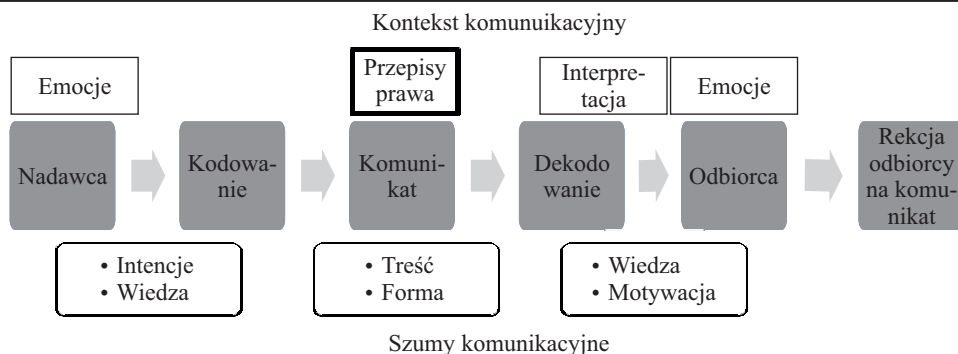 Kontekst komunuikacyjny
Emocje
Przepisy
prawa
Interpre-
tacja
Emocje
Nadawca
Kodowa-
nie
Komuni-
kat
Dekodo
wanie
Odbiorca
Rekcja
odbiorcy
na komu-
nikat
• Intencje
• Wiedza
• Treść
• Forma
• Wiedza
• Motywacja
Szumy komunikacyjne